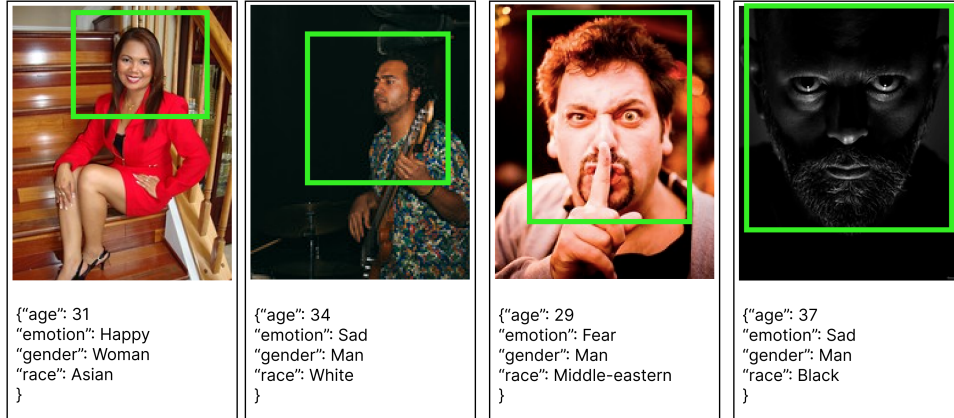 {“age”: 31
“emotion”: Happy
“gender”: Woman
“race”: Asian
}
{“age”: 34
“emotion”: Sad
“gender”: Man
“race”: White
}
{“age”: 29
“emotion”: Fear
“gender”: Man
“race”: Middle-eastern
}
{“age”: 37
“emotion”: Sad
“gender”: Man
“race”: Black
}